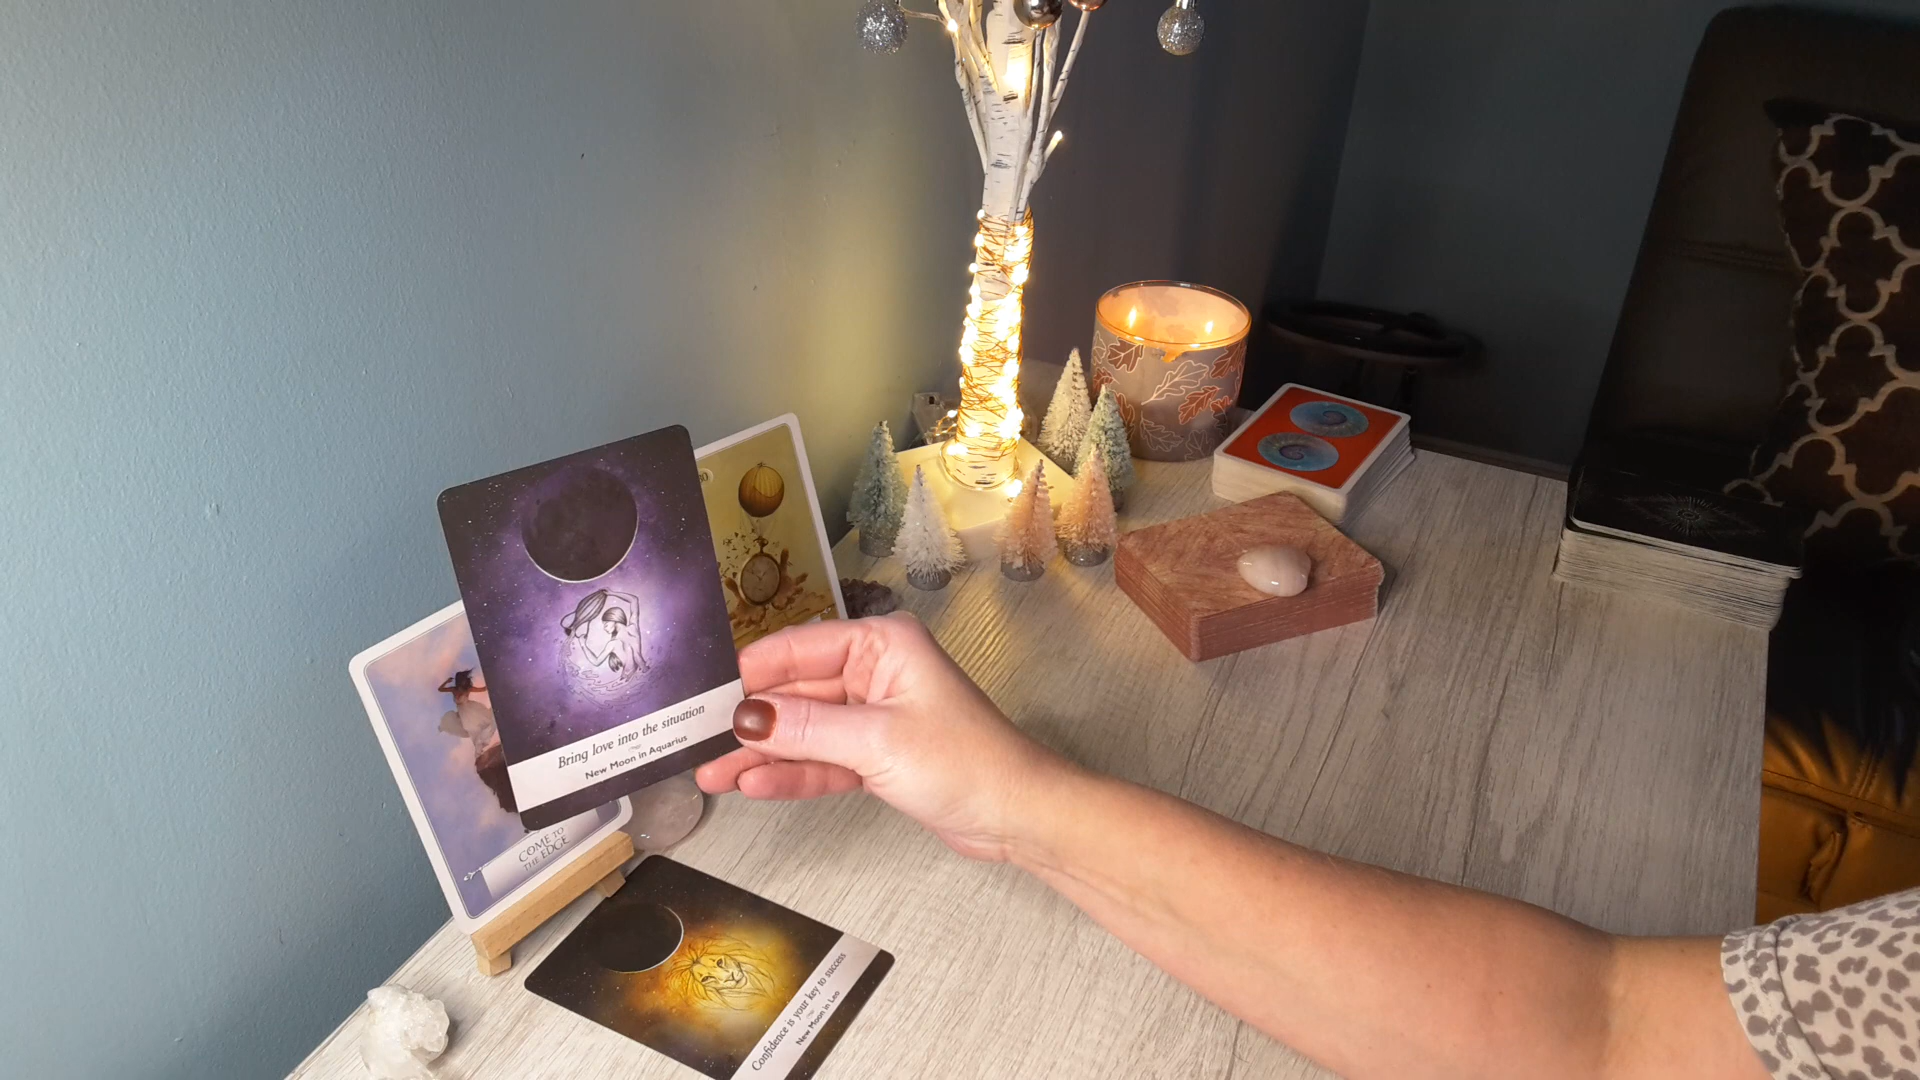 Bring love into the situation
New Moon in Aquarius
COME TO
THE EDGE
Confidence is your key to success
New Moon in Leo